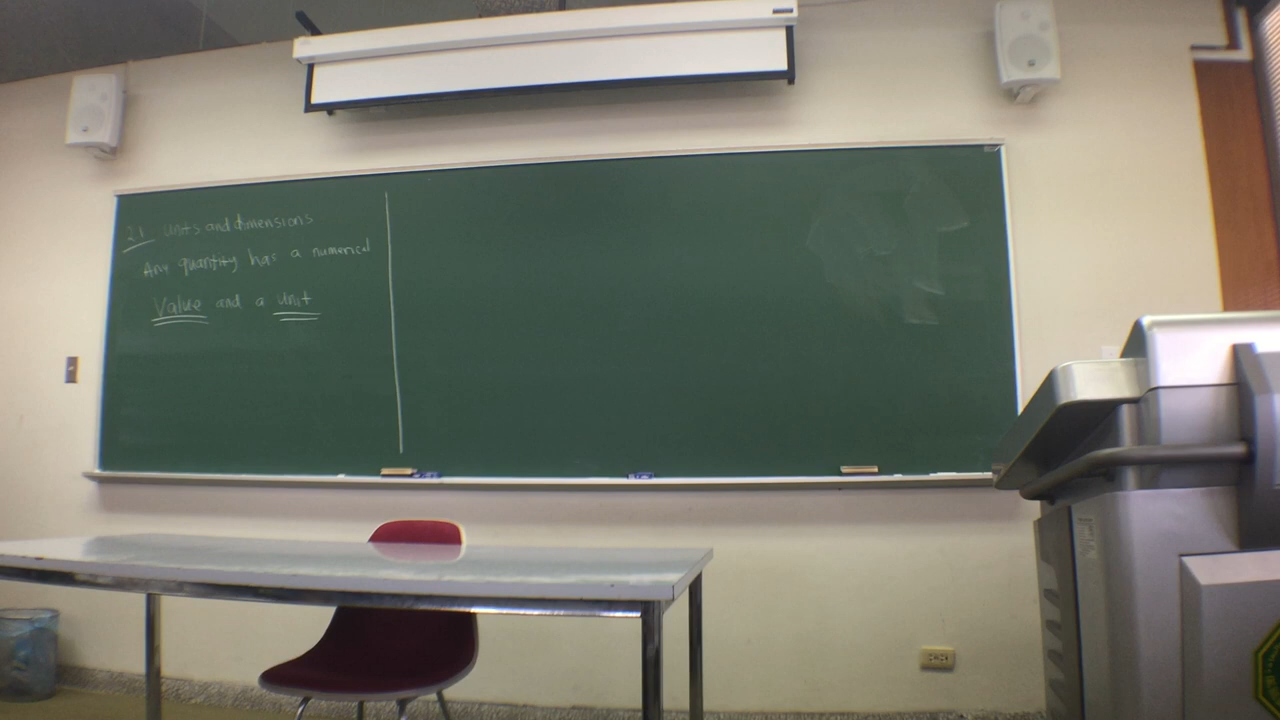 2.1 units and dimensions
Any quantity has a numerical
Value and a unit